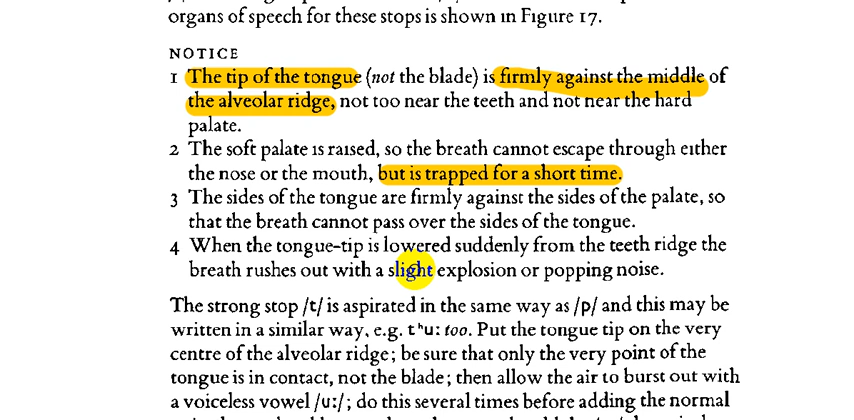 organs of speech for these stops is shown in Figure 17.
NOTICE
1 The tip of the tongue (not the blade) is firmly against the middle of
the alveolar ridge, not too near the teeth and not near the hard
palate.
2 The soft palate is raised, so the breath cannot escape through either
the nose or the mouth, but is trapped for a short time.
3 The sides of the tongue are firmly against the sides of the palate, so
that the breath cannot pass over the sides of the tongue.
4 When the tongue-tip is lowered suddenly from the teeth ridge the
breath rushes out with a slight explosion or popping noise.
The strong stop /t/ is aspirated in the same way as /p/ and this may be
written in a similar way, e.g. tʰuː too. Put the tongue tip on the very
centre of the alveolar ridge; be sure that only the very point of the
tongue is in contact, not the blade; then allow the air to burst out with
a voiceless vowel /uː/; do this several times before adding the normal